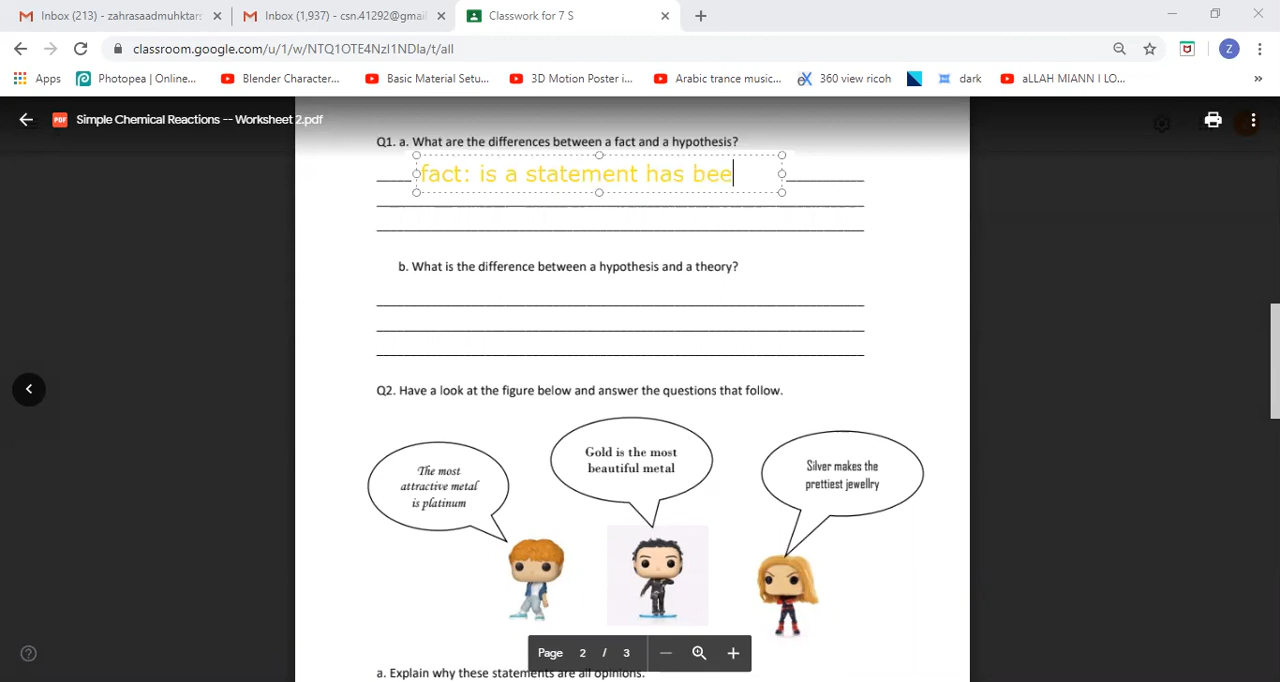 Inbox (213) - zahrasaadmuhktar
Inbox (1,937) - csn.41292@gmai
Classwork for 7 S
classroom.google.com/u/1/w/NTQ1OTE4NzI1NDla/t/all
Z
Apps
Photopea | Online...
Blender Character...
Basic Material Setu...
3D Motion Poster i...
Arabic trance music...
360 view ricoh
dark
aLLAH MIANN I LO...
»
PDF
Simple Chemical Reactions -- Worksheet 2.pdf
Q1. a. What are the differences between a fact and a hypothesis?
fact: is a statement has bee
b. What is the difference between a hypothesis and a theory?
Q2. Have a look at the figure below and answer the questions that follow.
The most
attractive metal
is platinum
Gold is the most
beautiful metal
Silver makes the
prettiest jewellry
Page 2 / 3
a. Explain why these statements are all opinions.